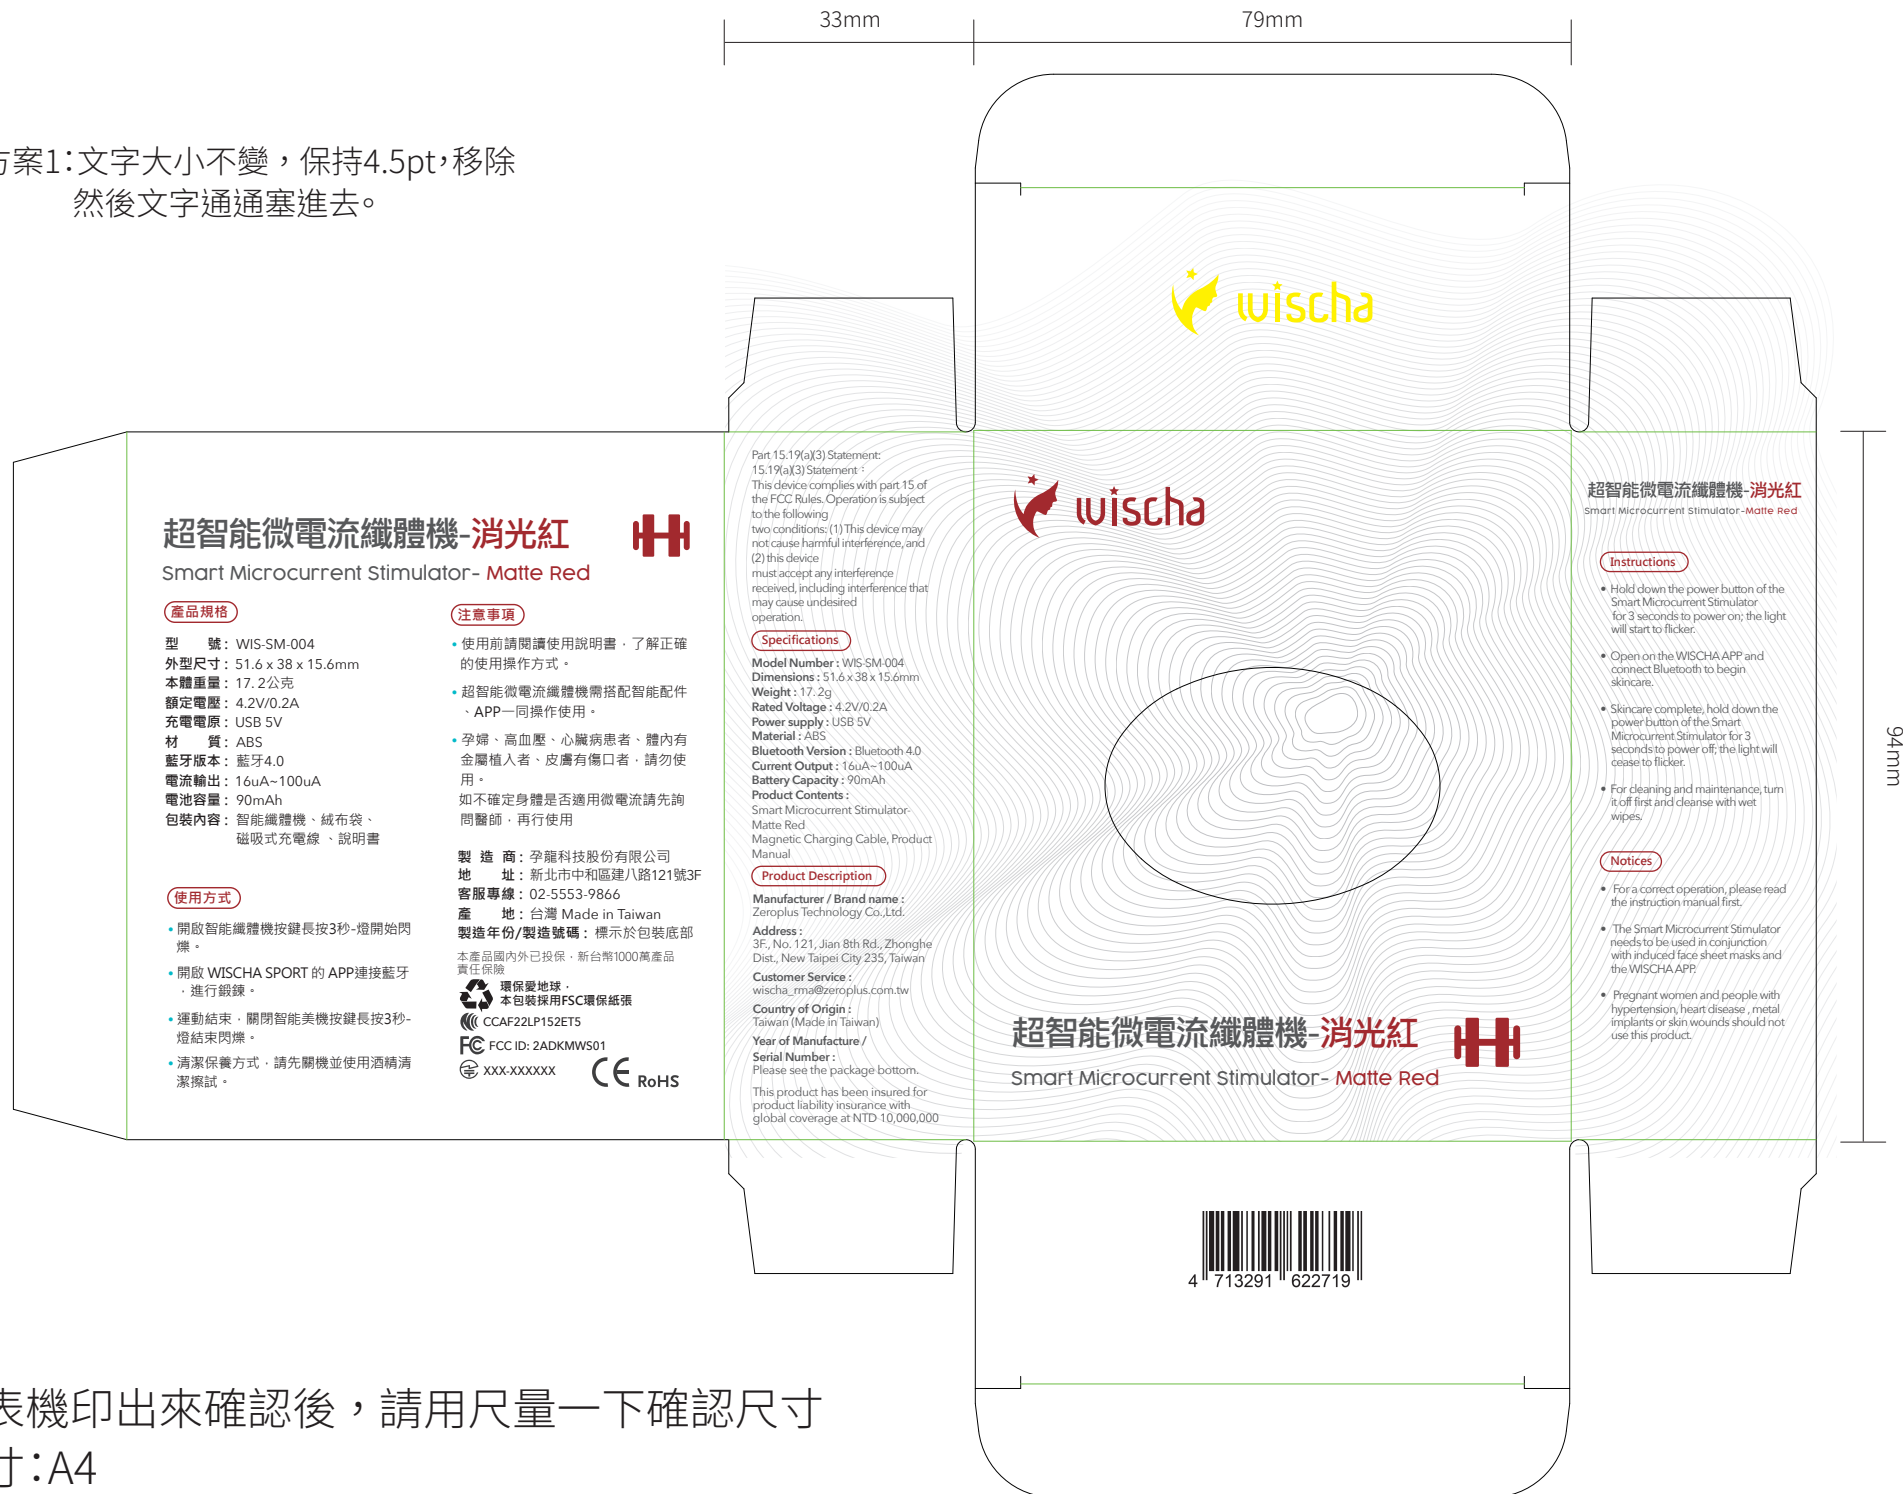 33mm
79mm
方案1:文字大小不變，保持4.5pt,移除
然後文字通通塞進去。
wischa
94mm
超智能微電流纖體機-消光紅
Smart Microcurrent Stimulator- Matte Red
產品規格
型 號 : WIS-SM-004
外型尺寸 : 51.6 x 38 x 15.6mm
本體重量 : 17. 2公克
額定電壓 : 4.2V/0.2A
充電電原 : USB 5V
材 質 : ABS
藍牙版本 : 藍牙4.0
電流輸出 : 16uA~100uA
電池容量 : 90mAh
包裝內容 : 智能纖體機、絨布袋、
磁吸式充電線 、說明書
使用方式
• 開啟智能纖體機按鍵長按3秒-燈開始閃
爍。
• 開啟 WISCHA SPORT 的 APP連接藍牙
，進行鍛鍊。
• 運動結束，關閉智能美機按鍵長按3秒-
燈結束閃爍。
• 清潔保養方式，請先關機並使用酒精清
潔擦試。
注意事項
• 使用前請閱讀使用說明書，了解正確
的使用操作方式。
• 超智能微電流纖體機需搭配智能配件
、APP一同操作使用。
• 孕婦、高血壓、心臟病患者、體內有
金屬植入者、皮膚有傷口者，請勿使
用。
如不確定身體是否適用微電流請先詢
問醫師，再行使用
製 造 商 : 孕龍科技股份有限公司
地 址 : 新北市中和區建八路121號3F
客服專線 : 02-5553-9866
產 地 : 台灣 Made in Taiwan
製造年份/製造號碼 : 標示於包裝底部
本產品國內外已投保，新台幣1000萬產品
責任保險
環保愛地球，
本包裝採用FSC環保紙張
CCAF22LP152ET5
FC FCC ID: 2ADKMWS01
XXX-XXXXXX
CE RoHS
Part 15.19(a)(3) Statement:
15.19(a)(3) Statement：
This device complies with part 15 of
the FCC Rules. Operation is subject
to the following
two conditions: (1) This device may
not cause harmful interference, and
(2) this device
must accept any interference
received, including interference that
may cause undesired
operation.
Specifications
Model Number : WIS-SM-004
Dimensions : 51.6 x 38 x 15.6mm
Weight : 17. 2g
Rated Voltage : 4.2V/0.2A
Power supply : USB 5V
Material : ABS
Bluetooth Version : Bluetooth 4.0
Current Output : 16uA~100uA
Battery Capacity : 90mAh
Product Contents :
Smart Microcurrent Stimulator-
Matte Red
Magnetic Charging Cable, Product
Manual
Product Description
Manufacturer / Brand name :
Zeroplus Technology Co.,Ltd.
Address :
3F., No. 121, Jian 8th Rd., Zhonghe
Dist., New Taipei City 235, Taiwan
Customer Service :
wischa_rma@zeroplus.com.tw
Country of Origin :
Taiwan (Made in Taiwan)
Year of Manufacture /
Serial Number :
Please see the package bottom.
This product has been insured for
product liability insurance with
global coverage at NTD 10,000,000
wischa
超智能微電流纖體機-消光紅
Smart Microcurrent Stimulator- Matte Red
超智能微電流纖體機-消光紅
Smart Microcurrent Stimulator-Matte Red
Instructions
• Hold down the power button of the
Smart Microcurrent Stimulator
for 3 seconds to power on; the light
will start to flicker.
• Open on the WISCHA APP and
connect Bluetooth to begin
skincare.
• Skincare complete, hold down the
power button of the Smart
Microcurrent Stimulator for 3
seconds to power off; the light will
cease to flicker.
• For cleaning and maintenance, turn
it off first and cleanse with wet
wipes.
Notices
• For a correct operation, please read
the instruction manual first.
• The Smart Microcurrent Stimulator
needs to be used in conjunction
with induced face sheet masks and
the WISCHA APP.
• Pregnant women and people with
hypertension, heart disease , metal
implants or skin wounds should not
use this product.
4 713291 622719
表機印出來確認後，請用尺量一下確認尺寸
寸:A4